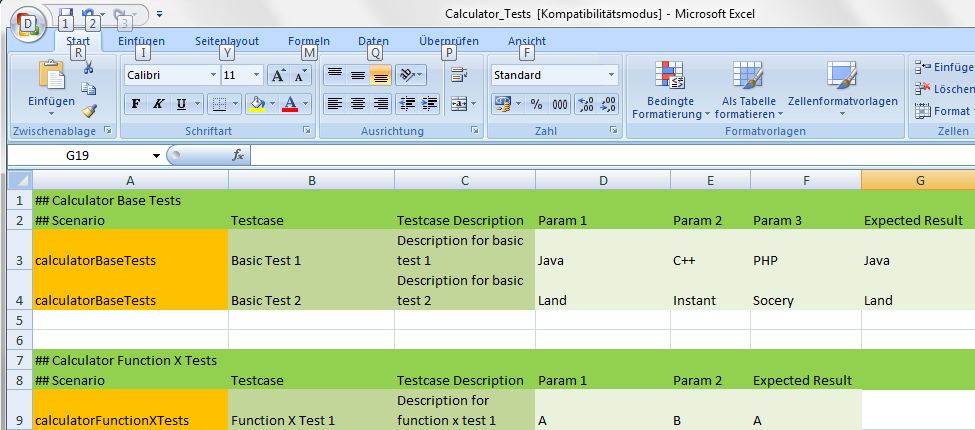 Calculator_Tests [Kompatibilitätsmodus] - Microsoft Excel
D 1 2 3
Start Einfügen Seitenlayout Formeln Daten Überprüfen Ansicht
R I Y M Q P F
Calibri 11 A A Standard
Einfügen F K U A % 000 ,00 ,0 Bedingte Formatierung Als Tabelle formatieren Zellenformatvorlagen Einfüge Löschen Format
Zwischenablage Schriftart Ausrichtung Zahl Formatvorlagen Zellen
G19 fx
A B C D E F G
1 ## Calculator Base Tests
2 ## Scenario Testcase Testcase Description Param 1 Param 2 Param 3 Expected Result
Description for basic
3 calculatorBaseTests Basic Test 1 test 1 Java C++ PHP Java
Description for basic
4 calculatorBaseTests Basic Test 2 test 2 Land Instant Socery Land
5
6
7 ## Calculator Function X Tests
8 ## Scenario Testcase Testcase Description Param 1 Param 2 Expected Result
Description for
9 calculatorFunctionXTests Function X Test 1 function x test 1 A B A